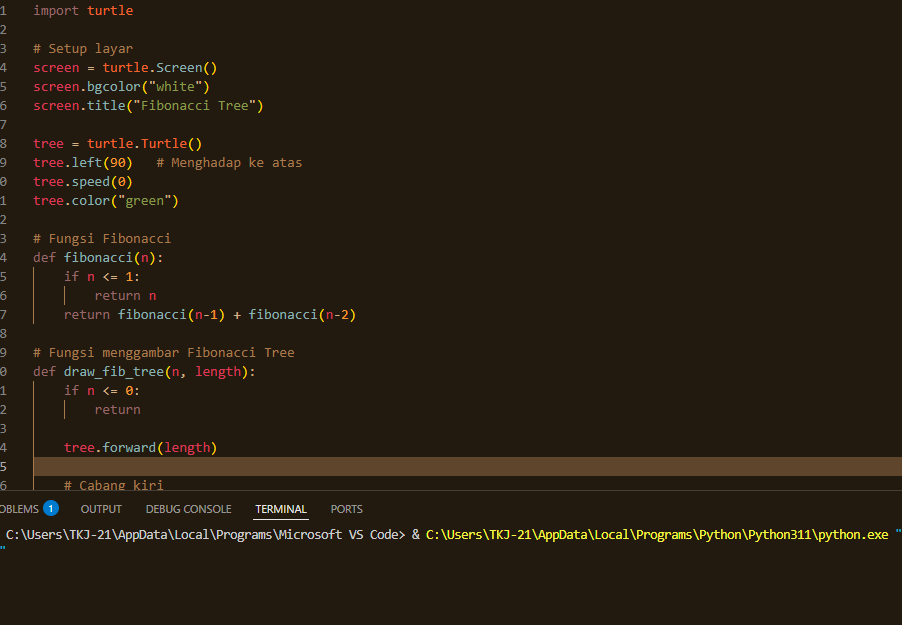 1 import turtle
2
3 # Setup layar
4 screen = turtle.Screen()
5 screen.bgcolor("white")
6 screen.title("Fibonacci Tree")
7
8 tree = turtle.Turtle()
9 tree.left(90)   # Menghadap ke atas
0 tree.speed(0)
1 tree.color("green")
2
3 # Fungsi Fibonacci
4 def fibonacci(n):
5     if n <= 1:
6         return n
7     return fibonacci(n-1) + fibonacci(n-2)
8
9 # Fungsi menggambar Fibonacci Tree
0 def draw_fib_tree(n, length):
1     if n <= 0:
2         return
3
4     tree.forward(length)
5
6     # Cabang kiri
OBLEMS 1 OUTPUT DEBUG CONSOLE TERMINAL PORTS
C:\Users\TKJ-21\AppData\Local\Programs\Microsoft VS Code> & C:\Users\TKJ-21\AppData\Local\Programs\Python\Python311\python.exe "
"